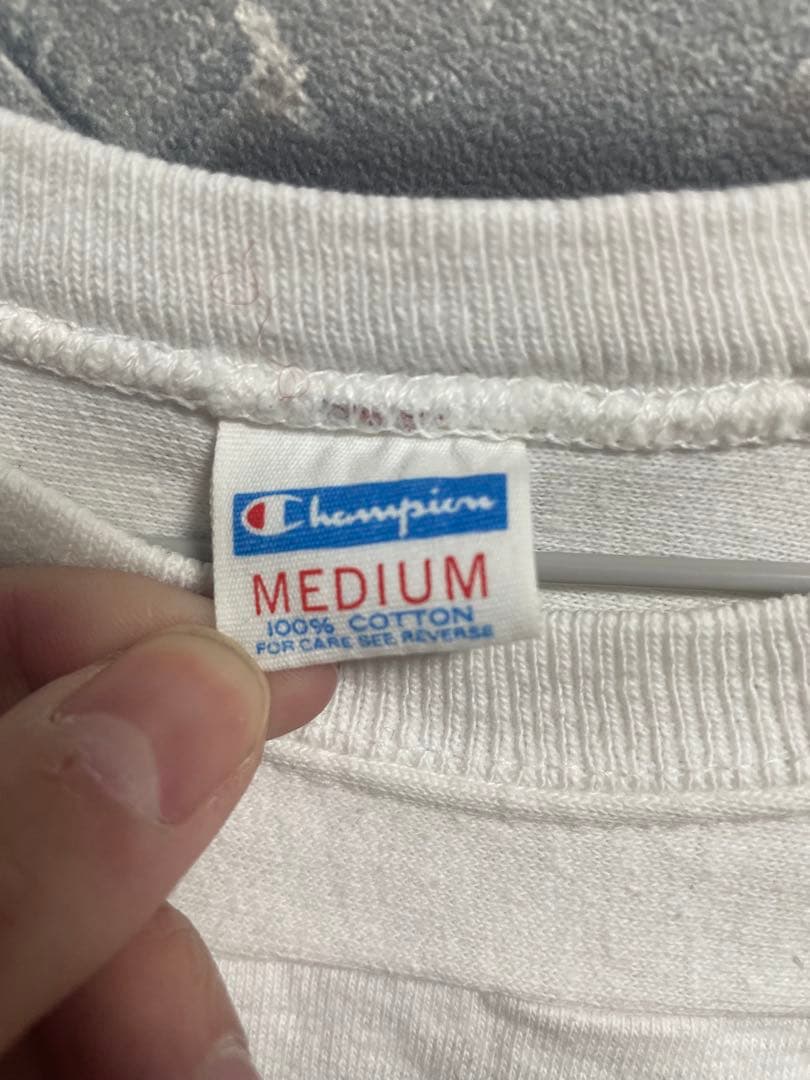 Champion
MEDIUM
100% COTTON
FOR CARE SEE REVERSE